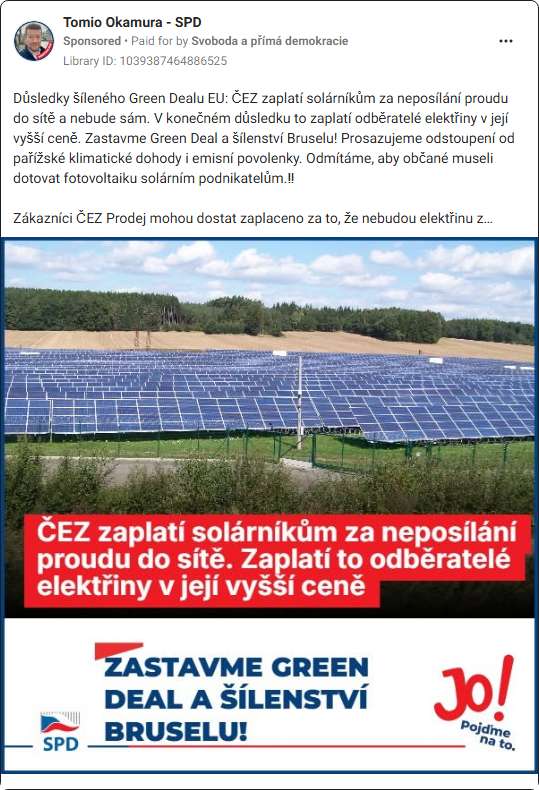 Tomio Okamura - SPD
Sponsored • Paid for by Svoboda a přímá demokracie
Library ID: 1039387464886525
Důsledky šíleného Green Dealu EU: ČEZ zaplatí solárníkům za neposílání proudu
do sítě a nebude sám. V konečném důsledku to zaplatí odběratelé elektřiny v její
vyšší ceně. Zastavme Green Deal a šílenství Bruselu! Prosazujeme odstoupení od
pařížské klimatické dohody i emisní povolenky. Odmítáme, aby občané museli
dotovat fotovoltaiku solárním podnikatelům.‼
Zákazníci ČEZ Prodej mohou dostat zaplaceno za to, že nebudou elektřinu z…
ČEZ zaplatí solárníkům za neposílání
proudu do sítě. Zaplatí to odběratelé
elektřiny v její vyšší ceně
ZASTAVME GREEN
DEAL A ŠÍLENSTVÍ
BRUSELU!
SPD
Jo!
Pojďme
na to.